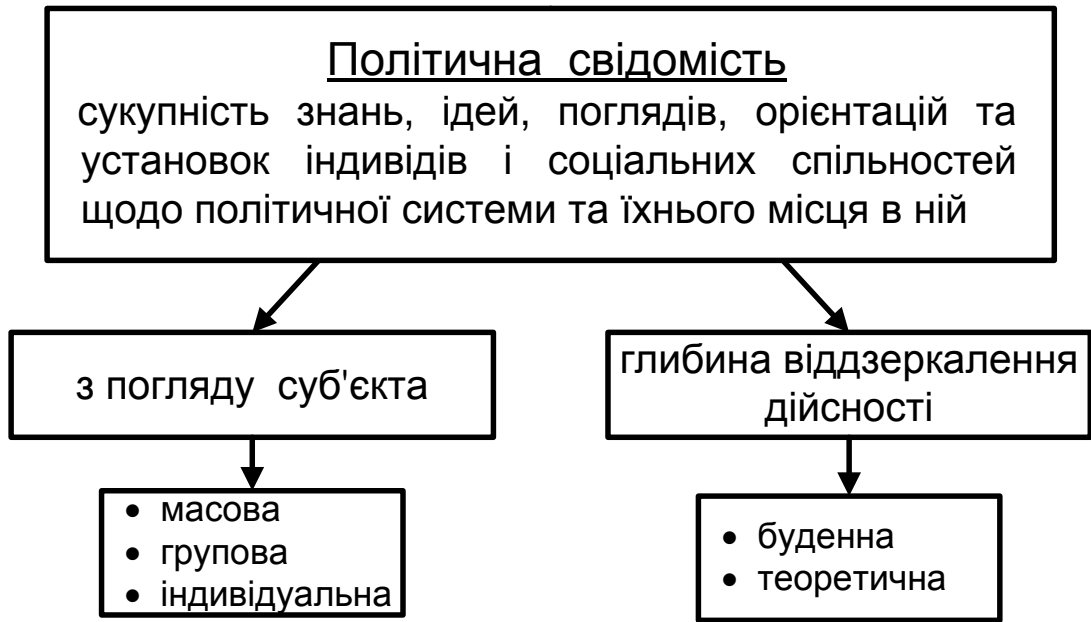 Політична свідомість
сукупність знань, ідей, поглядів, орієнтацій та
установок індивідів і соціальних спільностей
щодо політичної системи та їхнього місця в ній
з погляду суб'єкта
глибина віддзеркалення
дійсності
• масова
• групова
• індивідуальна
• буденна
• теоретична